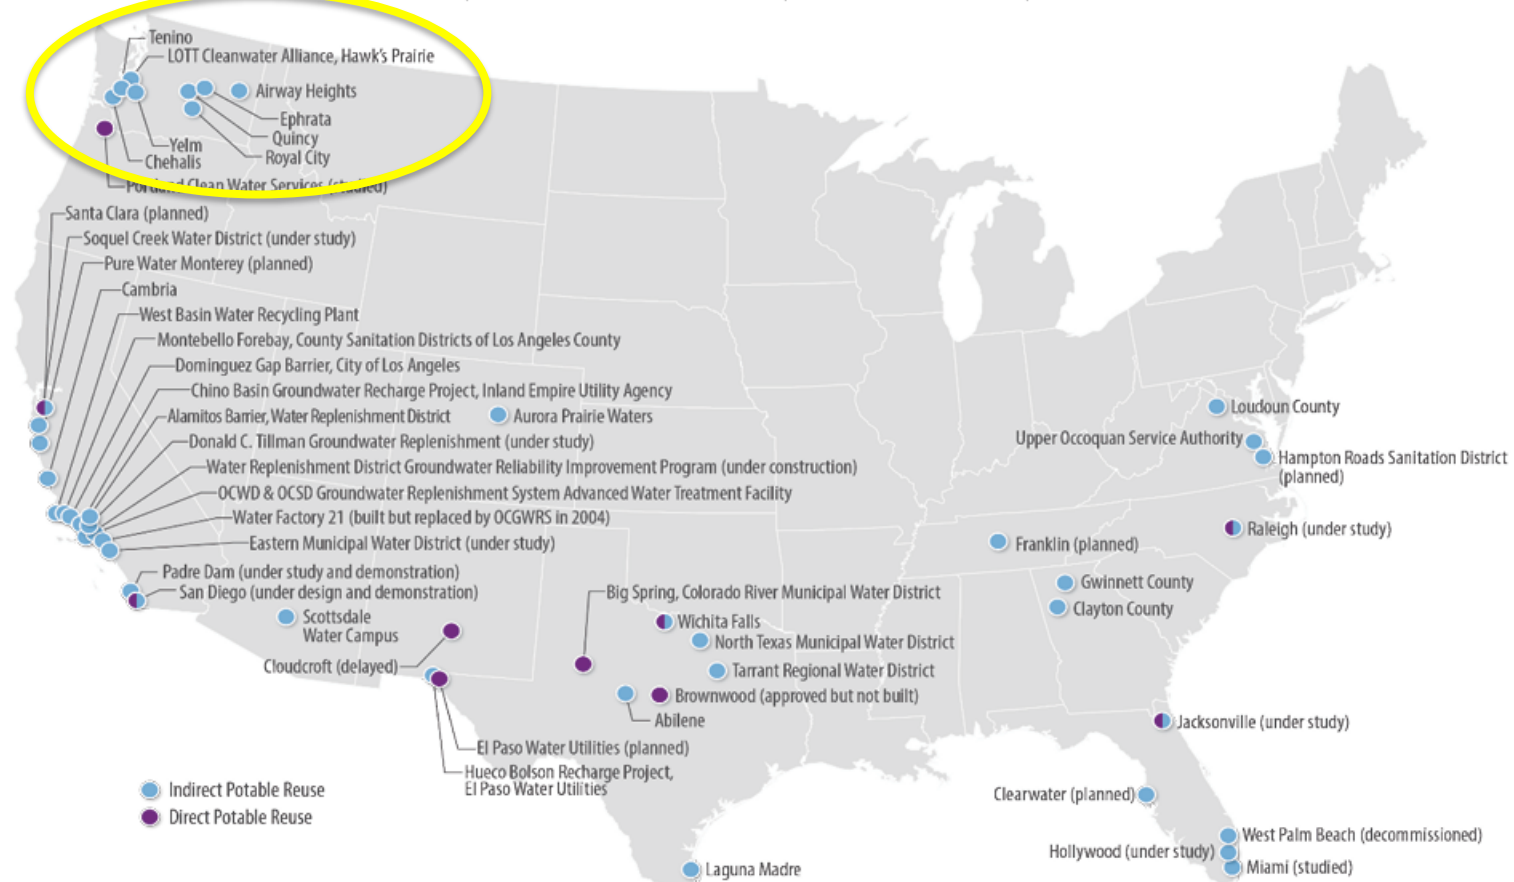 Tenino
LOTT Cleanwater Alliance, Hawk's Prairie
Airway Heights
Ephrata
Quincy
Royal City
Yelm
Chehalis
Portland Clean Water Services (studied)
Santa Clara (planned)
Soquel Creek Water District (under study)
Pure Water Monterey (planned)
Cambria
West Basin Water Recycling Plant
Montebello Forebay, County Sanitation Districts of Los Angeles County
Dominguez Gap Barrier, City of Los Angeles
Chino Basin Groundwater Recharge Project, Inland Empire Utility Agency
Alamitos Barrier, Water Replenishment District
Aurora Prairie Waters
Donald C. Tillman Groundwater Replenishment (under study)
Water Replenishment District Groundwater Reliability Improvement Program (under construction)
OCWD & OCSD Groundwater Replenishment System Advanced Water Treatment Facility
Water Factory 21 (built but replaced by OCGWRS in 2004)
Eastern Municipal Water District (under study)
Padre Dam (under study and demonstration)
San Diego (under design and demonstration)
Scottsdale
Water Campus
Cloudcroft (delayed)
Big Spring, Colorado River Municipal Water District
Wichita Falls
North Texas Municipal Water District
Tarrant Regional Water District
Brownwood (approved but not built)
Abilene
El Paso Water Utilities (planned)
Hueco Bolson Recharge Project,
El Paso Water Utilities
Laguna Madre
Loudoun County
Upper Occoquan Service Authority
Hampton Roads Sanitation District
(planned)
Raleigh (under study)
Franklin (planned)
Gwinnett County
Clayton County
Jacksonville (under study)
Clearwater (planned)
West Palm Beach (decommissioned)
Hollywood (under study)
Miami (studied)
Indirect Potable Reuse
Direct Potable Reuse